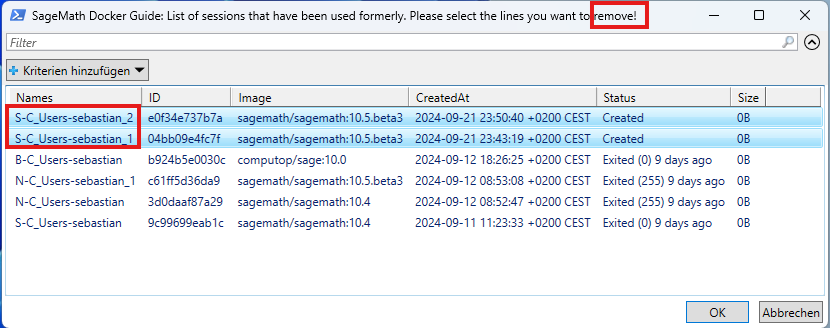 SageMath Docker Guide: List of sessions that have been used formerly. Please select the lines you want to remove!
Filter
Kriterien hinzufügen
Names ID Image CreatedAt Status Size
S-C_Users-sebastian_2 e0f34e737b7a sagemath/sagemath:10.5.beta3 2024-09-21 23:50:40 +0200 CEST Created 0B
S-C_Users-sebastian_1 04bb09e4fc7f sagemath/sagemath:10.5.beta3 2024-09-21 23:43:19 +0200 CEST Created 0B
B-C_Users-sebastian b924b5e0030c computop/sage:10.0 2024-09-12 18:26:25 +0200 CEST Exited (0) 9 days ago 0B
N-C_Users-sebastian_1 c61ff5d36da9 sagemath/sagemath:10.5.beta3 2024-09-12 08:53:08 +0200 CEST Exited (255) 9 days ago 0B
N-C_Users-sebastian 3d0daaf87a29 sagemath/sagemath:10.4 2024-09-12 08:52:47 +0200 CEST Exited (255) 9 days ago 0B
S-C_Users-sebastian 9c99699eab1c sagemath/sagemath:10.4 2024-09-11 11:23:33 +0200 CEST Exited (0) 9 days ago 0B
OK Abbrechen